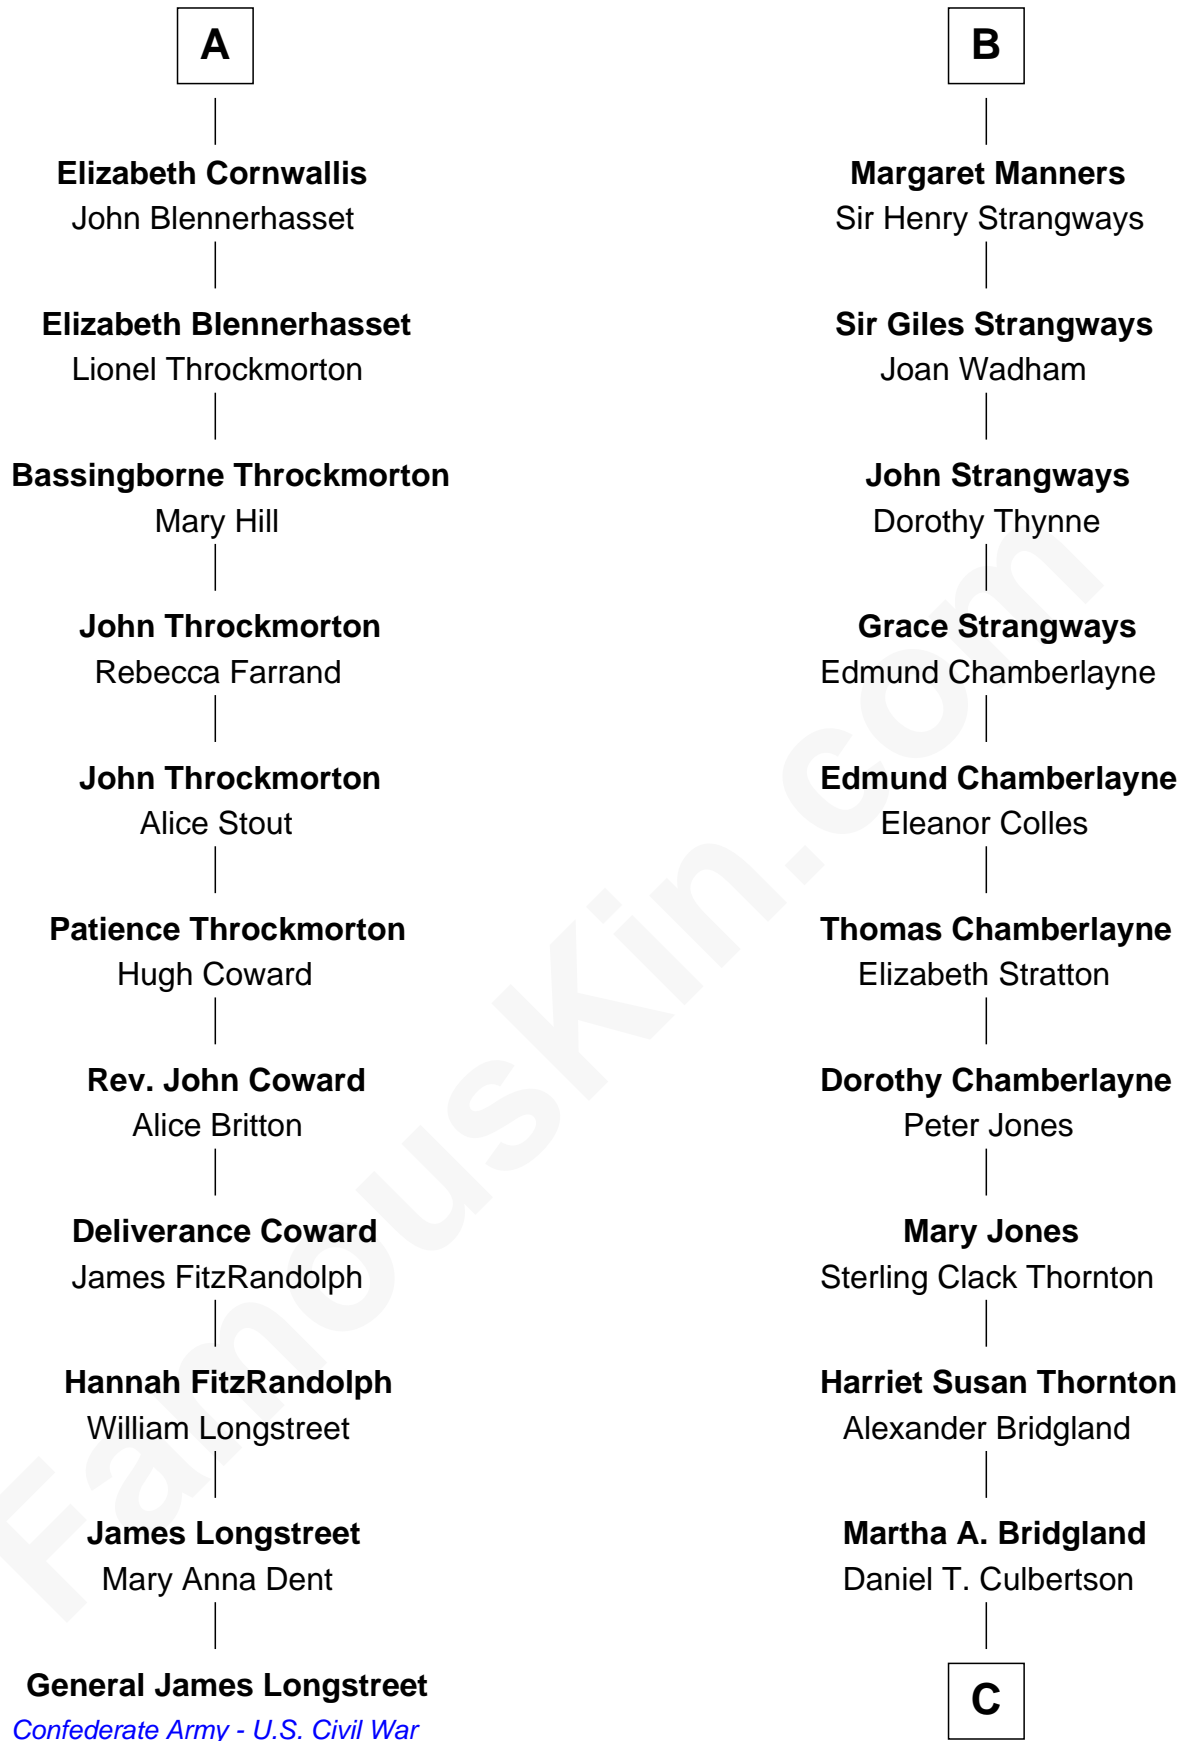 A
Elizabeth Cornwallis
John Blennerhasset
Elizabeth Blennerhasset
Lionel Throckmorton
Bassingborne Throckmorton
Mary Hill
John Throckmorton
Rebecca Farrand
John Throckmorton
Alice Stout
Patience Throckmorton
Hugh Coward
Rev. John Coward
Alice Britton
Deliverance Coward
James FitzRandolph
Hannah FitzRandolph
William Longstreet
James Longstreet
Mary Anna Dent
General James Longstreet
Confederate Army - U.S. Civil War
B
Margaret Manners
Sir Henry Strangways
Sir Giles Strangways
Joan Wadham
John Strangways
Dorothy Thynne
Grace Strangways
Edmund Chamberlayne
Edmund Chamberlayne
Eleanor Colles
Thomas Chamberlayne
Elizabeth Stratton
Dorothy Chamberlayne
Peter Jones
Mary Jones
Sterling Clack Thornton
Harriet Susan Thornton
Alexander Bridgland
Martha A. Bridgland
Daniel T. Culbertson
C
FamousKin.com